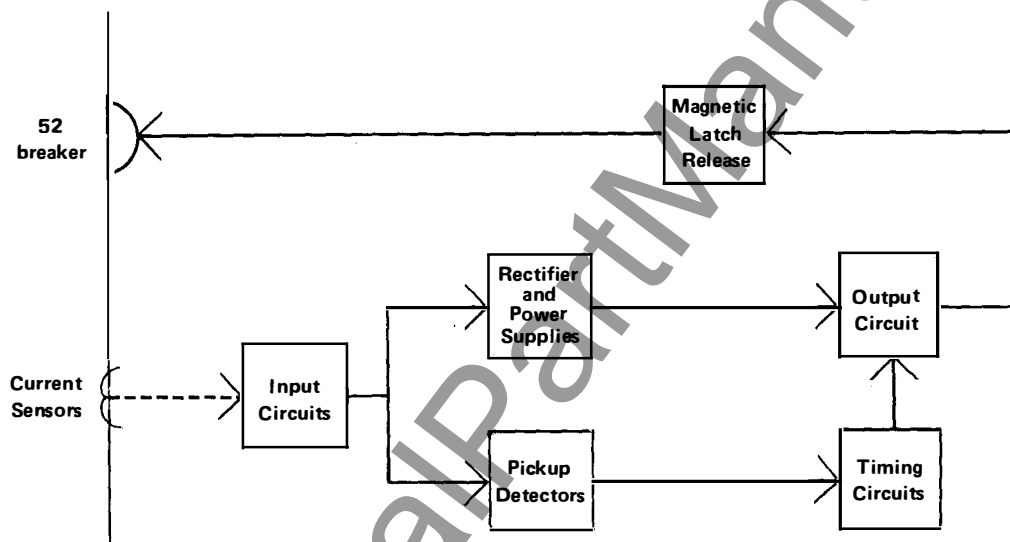 52
breaker
Magnetic
Latch
Release
Rectifier
and
Power
Supplies
Output
Circuit
Current
Sensors
Input
Circuits
Pickup
Detectors
Timing
Circuits
alPartMan